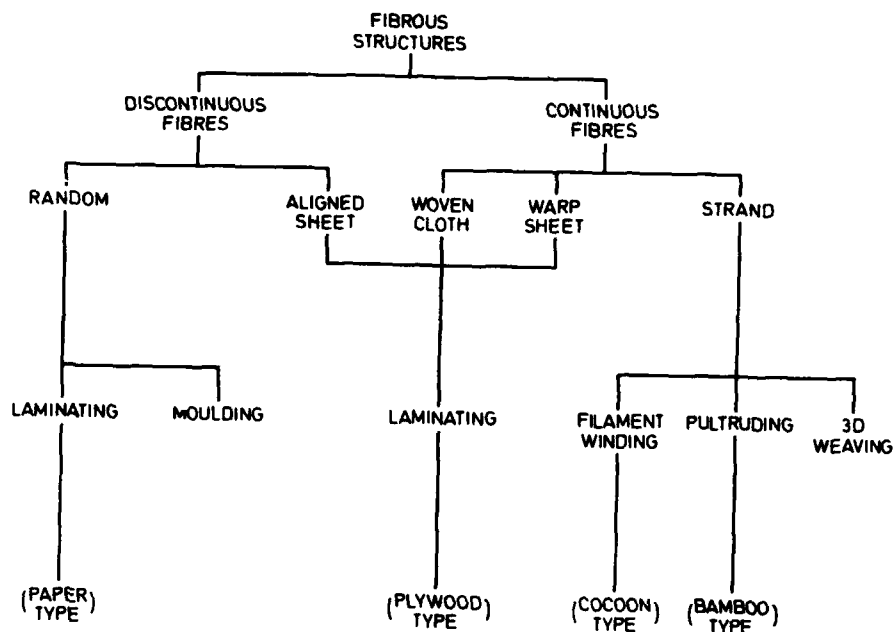 FIBROUS
STRUCTURES
DISCONTINUOUS
FIBRES
CONTINUOUS
FIBRES
RANDOM
ALIGNED
SHEET
WOVEN
CLOTH
WARP
SHEET
STRAND
LAMINATING
MOULDING
LAMINATING
FILAMENT
WINDING
PULTRUDING
3D
WEAVING
(PAPER)
TYPE
(PLYWOOD)
TYPE
(COCOON)
TYPE
(BAMBOO)
TYPE